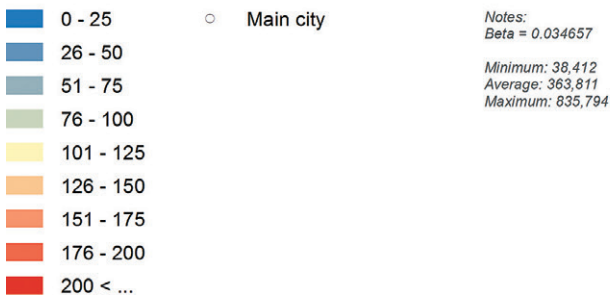 0 - 25
26 - 50
51 - 75
76 - 100
101 - 125
126 - 150
151 - 175
176 - 200
200 < ...
Main city
Notes:
Beta = 0.034657
Minimum: 38,412
Average: 363,811
Maximum: 835,794